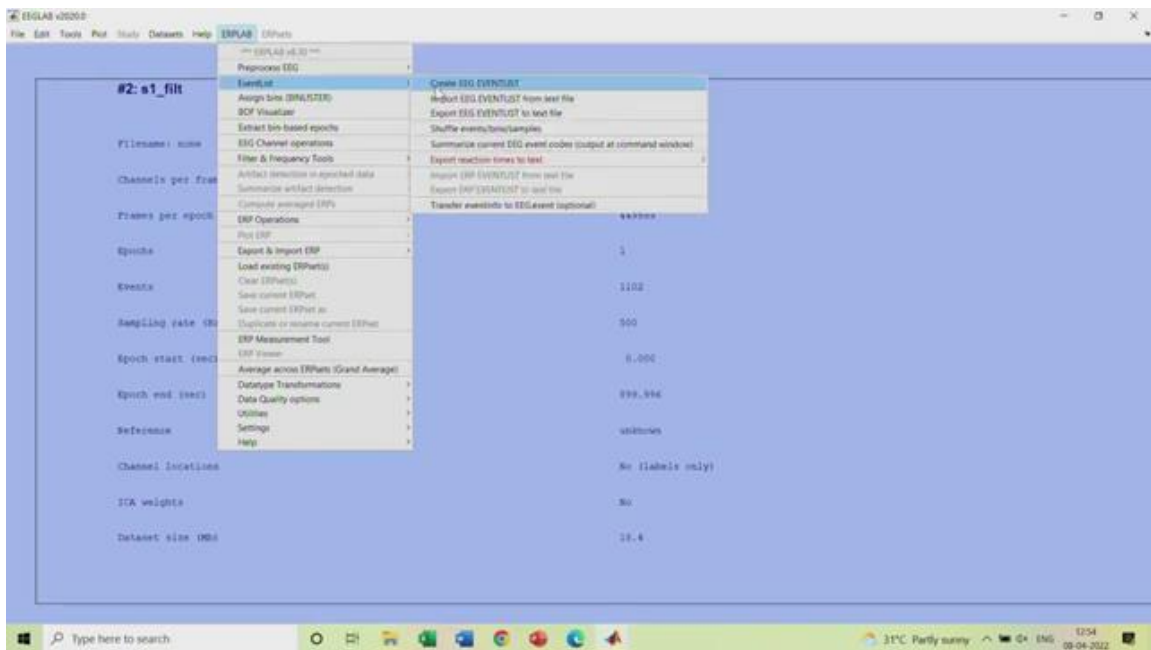 EEGLAB v2020.0
File Edit Tools Plot Study Datasets Help ERPLAB ERPsets
*** ERPLAB v8.10 ***
Preprocess EEG
EventList
Assign bins (BINLISTER)
BDF Visualizer
Extract bin-based epochs
EEG Channel operations
Filter & Frequency Tools
Artifact detection in epoched data
Summarize artifact detection
Compute averaged ERPs
ERP Operations
Plot ERP
Export & Import ERP
Load existing ERPset(s)
Clear ERPset(s)
Save current ERPset
Save current ERPset as
Duplicate or rename current ERPset
ERP Measurement Tool
ERP Viewer
Average across ERPsets (Grand Average)
Datatype Transformations
Data Quality options
Utilities
Settings
Help
Create EEG EVENTLIST
Import EEG EVENTLIST from text file
Export EEG EVENTLIST to text file
Shuffle events/bins/samples
Summarize current EEG event codes (output at command window)
Export reaction times to text
Import ERP EVENTLIST from text file
Export ERP EVENTLIST to text file
Transfer eventinfo to EEG.event (optional)
#2: s1_filt
Filename: none
Channels per fram
Frames per epoch
Epochs 1
Events 1102
Sampling rate (Hz 500
Epoch start (sec) 0.000
Epoch end (sec) 899.996
Reference unknown
Channel locations No (labels only)
ICA weights No
Dataset size (Mb)
Type here to search
31°C Partly sunny ENG 12:54
08-04-2022